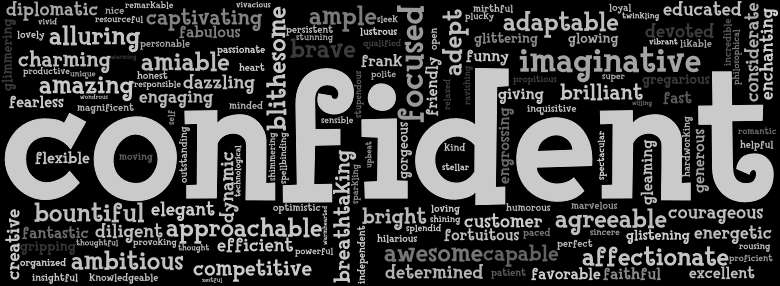 diplomatic
nice
remarkable
vivacious
vivid
resourceful
captivating
ample
sleek
mirthful
loyal
educated
plucky
twinkling
lovely
alluring
fabulous
persistent
lustrous
adaptable
devoted
stunning
personable
brave
qualified
focused
open
adept
glittering
glowing
vibrant
likable
incredible
philosophical
considerate
enchanting
glimmering
charming
warming
amiable
passionate
heart
blithesome
frank
polite
friendly
funny
imaginative
productive
unique
honest
responsible
dazzling
stupendous
relaxed
ravishing
propitious
super
gregarious
amazing
wondrous
engaging
minded
giving
brilliant
willing
fast
fearless
magnificent
self
sensible
inquisitive
confident
flexible
moving
outstanding
dynamic
technological
shimmering
spellbinding
breathtaking
sparkling
upbeat
gorgeous
Kind
stellar
engrossing
spectacular
gleaming
hardworking
generous
romantic
helpful
creative
bountiful
elegant
optimistic
warmhearted
bright
loving
shining
humorous
marvelous
agreeable
courageous
fantastic
diligent
approachable
independent
splendid
customer
fortuitous
paced
sincere
glistening
energetic
gripping
thoughtful
provoking
thought
efficient
powerful
hilarious
awesome
capable
perfect
affectionate
rousing
proficient
organized
ambitious
competitive
determined
patient
favorable
faithful
excellent
insightful
Knowledgeable
zestful